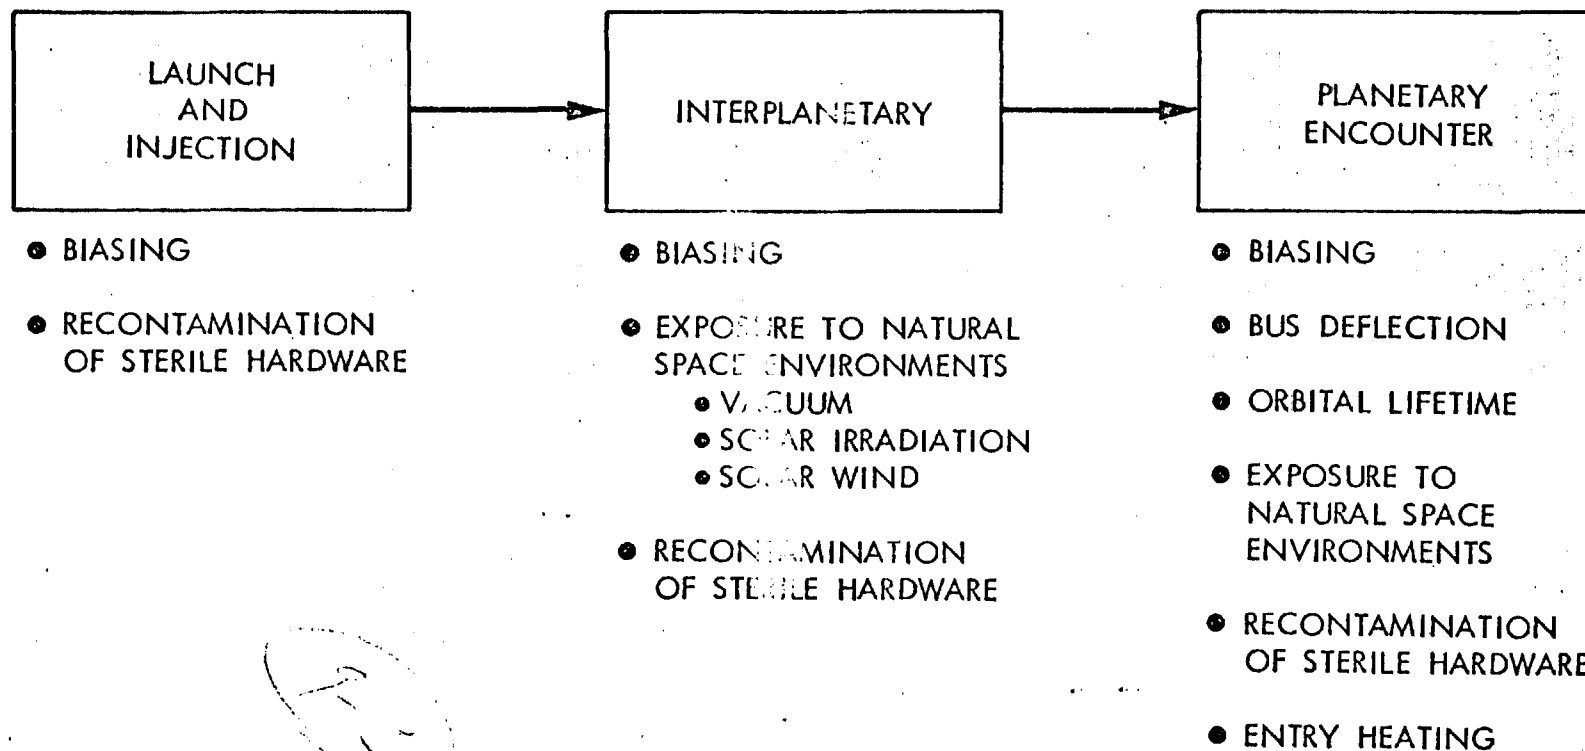 LAUNCH
AND
INJECTION
INTERPLANETARY
PLANETARY
ENCOUNTER
● BIASING
● RECONTAMINATION
OF STERILE HARDWARE
● BIASING
● EXPOSURE TO NATURAL
SPACE ENVIRONMENTS
● VACUUM
● SOLAR IRRADIATION
● SOLAR WIND
● RECONTAMINATION
OF STERILE HARDWARE
● BIASING
● BUS DEFLECTION
● ORBITAL LIFETIME
● EXPOSURE TO
NATURAL SPACE
ENVIRONMENTS
● RECONTAMINATION
OF STERILE HARDWARE
● ENTRY HEATING